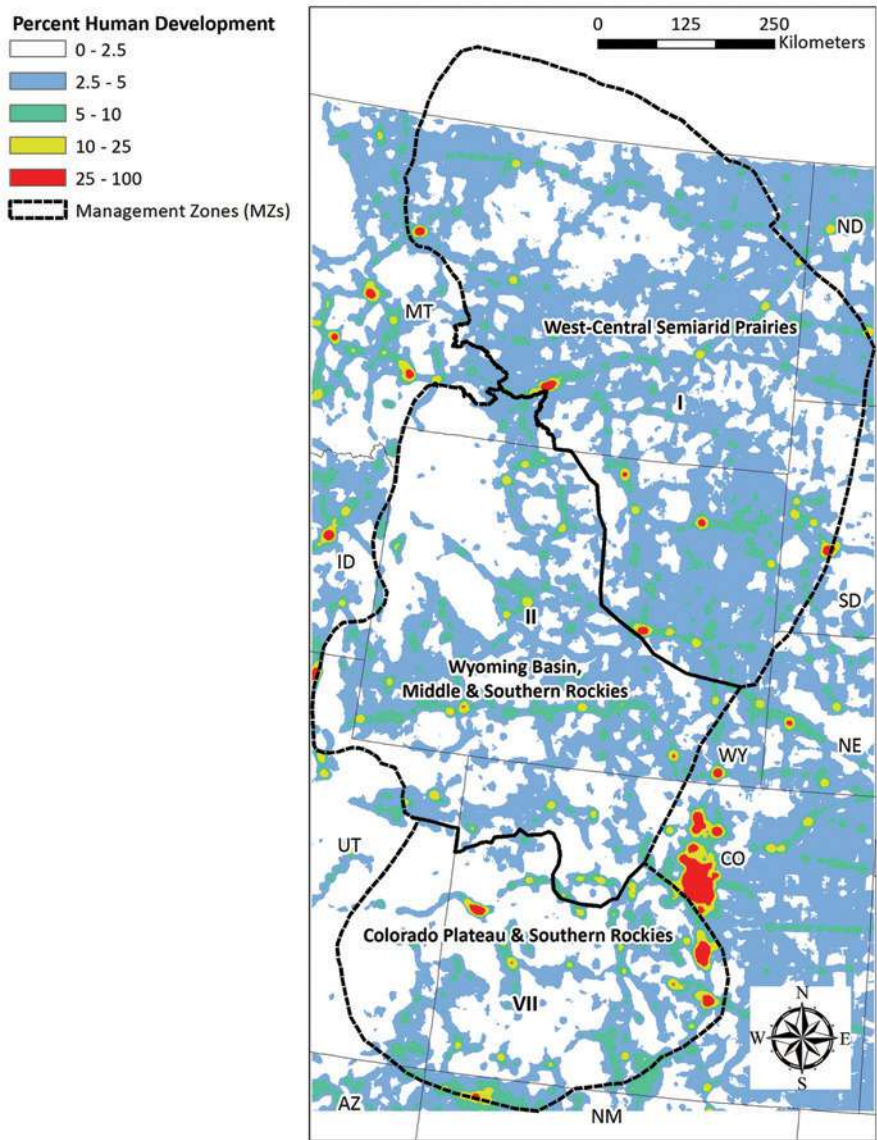 Percent Human Development
0 - 2.5
2.5 - 5
5 - 10
10 - 25
25 - 100
Management Zones (MZs)
0 125 250
Kilometers
ND
MT
West-Central Semiarid Prairies
I
ID
SD
II
Wyoming Basin,
Middle & Southern Rockies
WY
NE
UT
CO
Colorado Plateau & Southern Rockies
VII
N
W E
S
AZ
NM